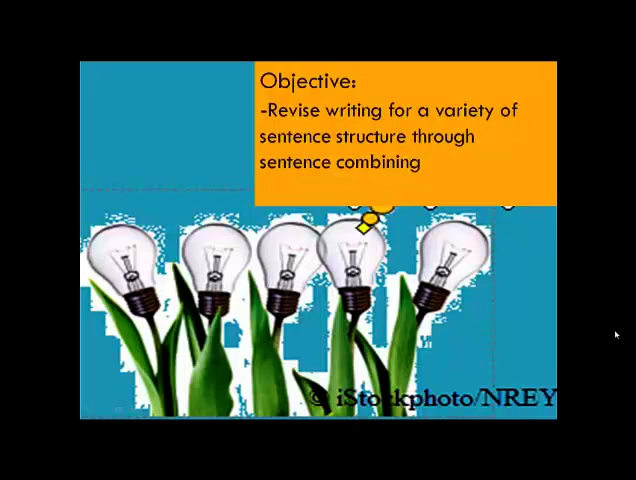 Objective:
-Revise writing for a variety of
sentence structure through
sentence combining
© iStockphoto/NREY